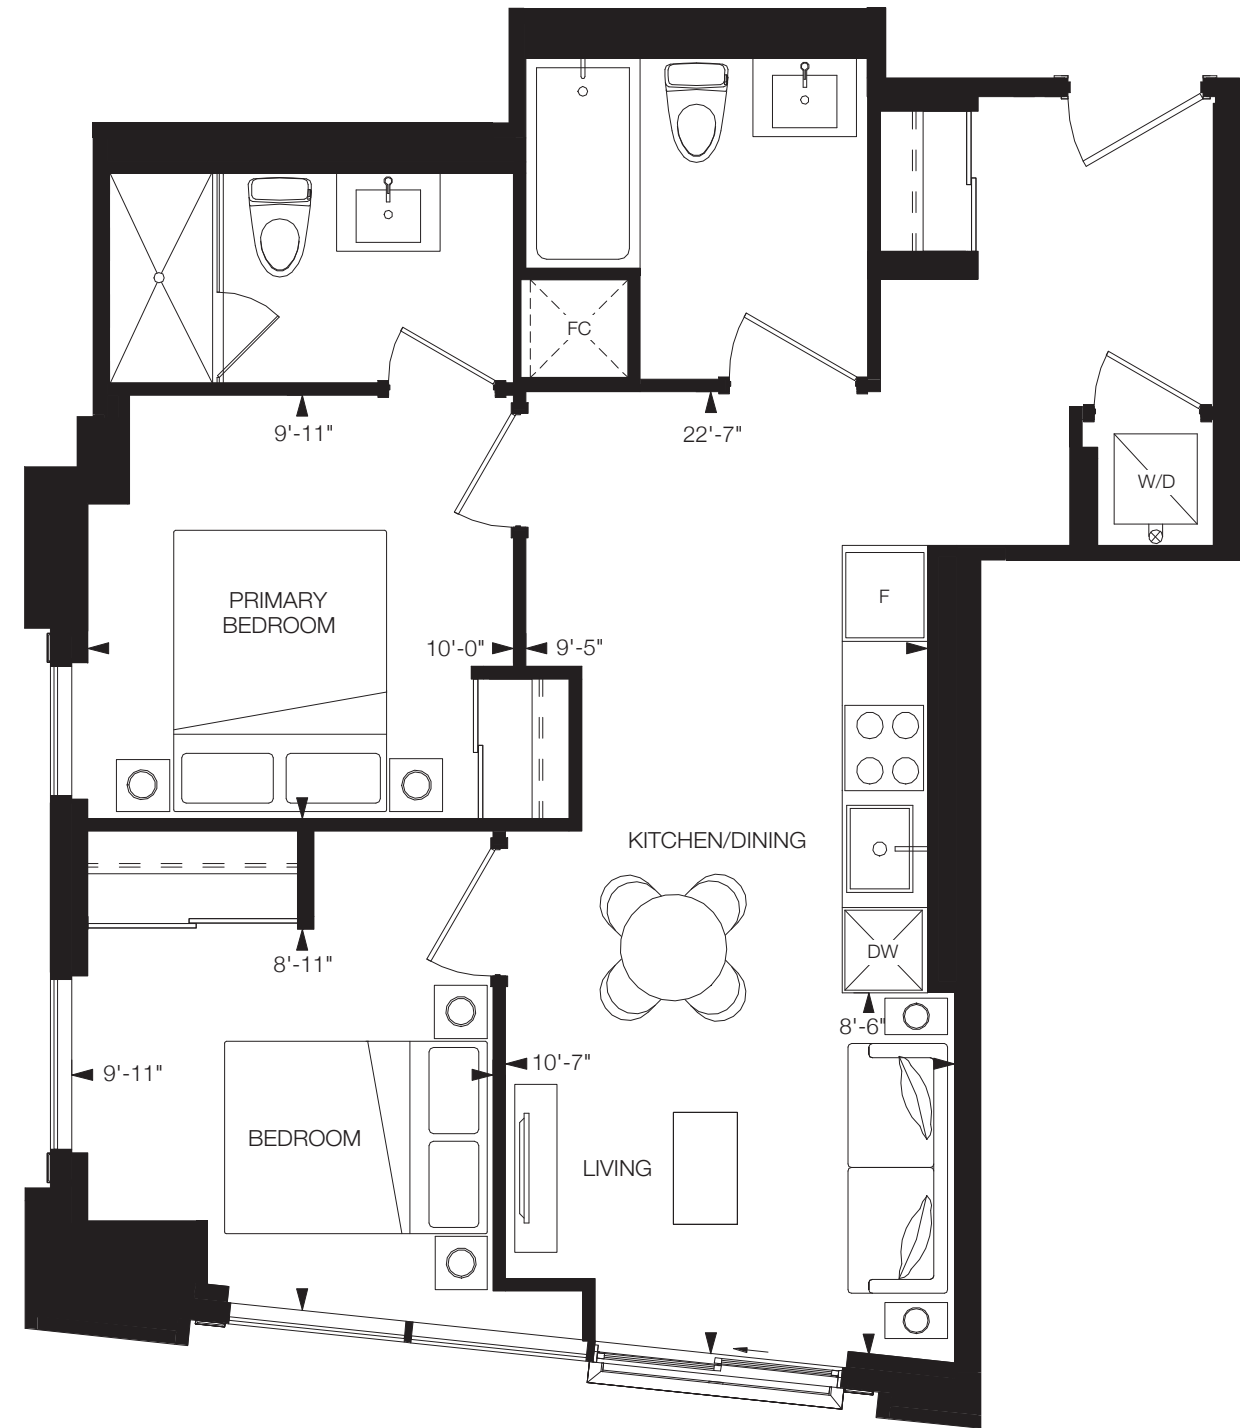 FC
9'-11"
22'-7"
W/D
PRIMARY
BEDROOM
F
10'-0"
9'-5"
KITCHEN/DINING
8'-11"
DW
8'-6"
9'-11"
10'-7"
BEDROOM
LIVING